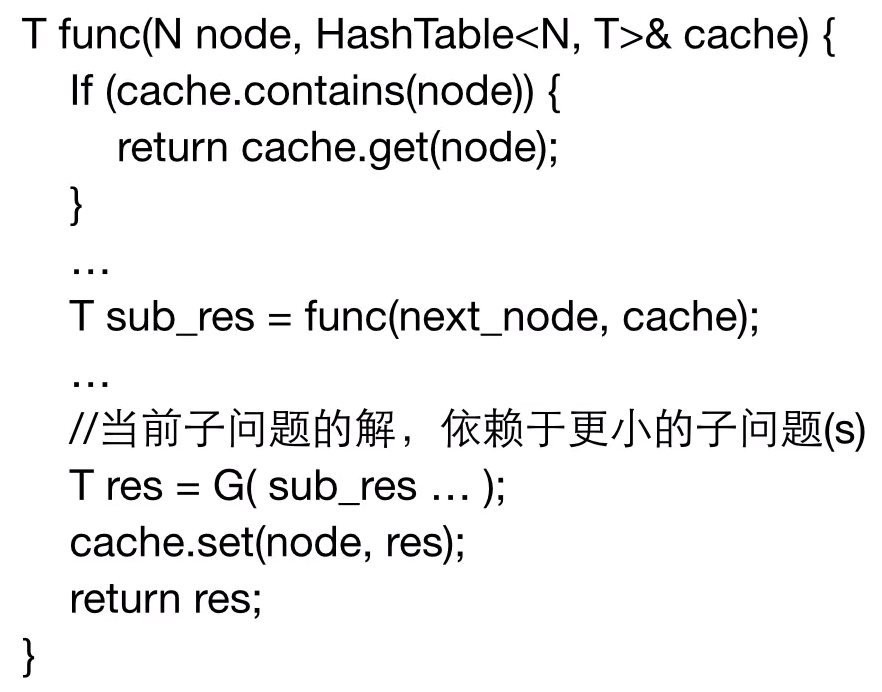 T func(N node, HashTable<N, T>& cache) {
If (cache.contains(node)) {
return cache.get(node);
}
…
T sub_res = func(next_node, cache);
…
//当前子问题的解，依赖于更小的子问题(s)
T res = G( sub_res … );
cache.set(node, res);
return res;
}